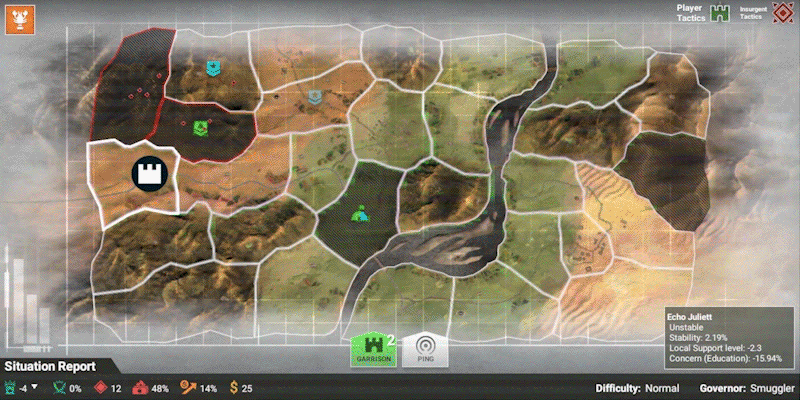 Player
Tactics
Insurgent
Tactics
Echo Juliett
Unstable
Stability: 2.19%
Local Support level: -2.3
Concern (Education): -15.94%
2
GARRISON
PING
Situation Report
-4 0% 12 48% 14% 25
Difficulty: Normal Governor: Smuggler